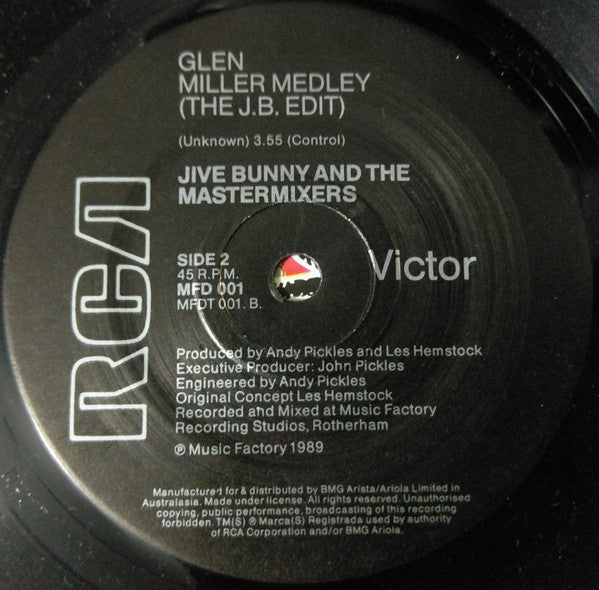 GLEN
MILLER MEDLEY
(THE J.B. EDIT)
(Unknown) 3.55 (Control)
JIVE BUNNY AND THE
MASTERMIXERS
RCA
SIDE 2
45 R.P.M.
MFD 001
MFDT 001. B.
Victor
Produced by Andy Pickles and Les Hemstock
Executive Producer: John Pickles
Engineered by Andy Pickles
Original Concept Les Hemstock
Recorded and Mixed at Music Factory
Recording Studios, Rotherham
℗ Music Factory 1989
Manufactured for & distributed by BMG Arista/Ariola Limited in
Australasia. Made under license. All rights reserved. Unauthorised
copying, public performance, broadcasting of this recording
forbidden. TM(S) ® Marca(S) Registrada used by authority
of RCA Corporation and/or BMG Ariola.